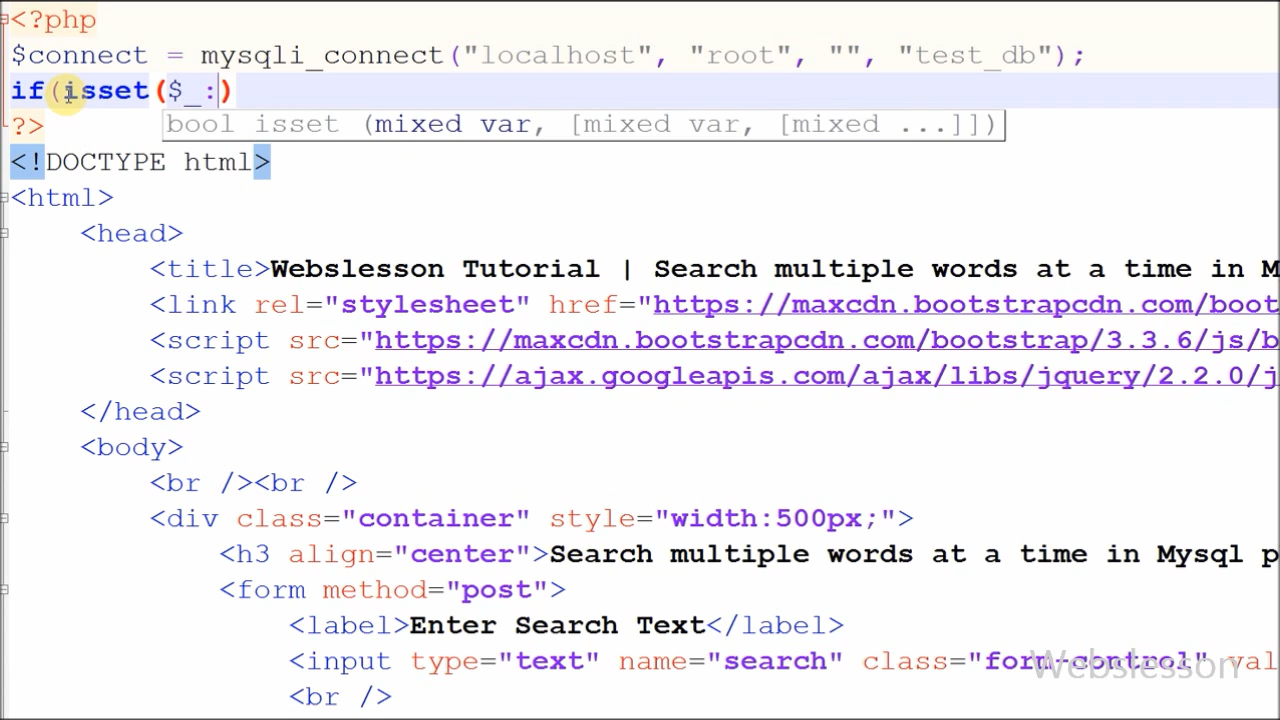 <?php
$connect = mysqli_connect("localhost", "root", "", "test_db");
if(isset($_:)
?>
bool isset (mixed var, [mixed var, [mixed ...]])
<!DOCTYPE html>
<html>
<head>
<title>Webslesson Tutorial | Search multiple words at a time in M
<link rel="stylesheet" href="https://maxcdn.bootstrapcdn.com/boot
<script src="https://maxcdn.bootstrapcdn.com/bootstrap/3.3.6/js/b
<script src="https://ajax.googleapis.com/ajax/libs/jquery/2.2.0/j
</head>
<body>
<br /><br />
<div class="container" style="width:500px;">
<h3 align="center">Search multiple words at a time in Mysql p
<form method="post">
<label>Enter Search Text</label>
<input type="text" name="search" class="form-control" val
<br />
Webslesson